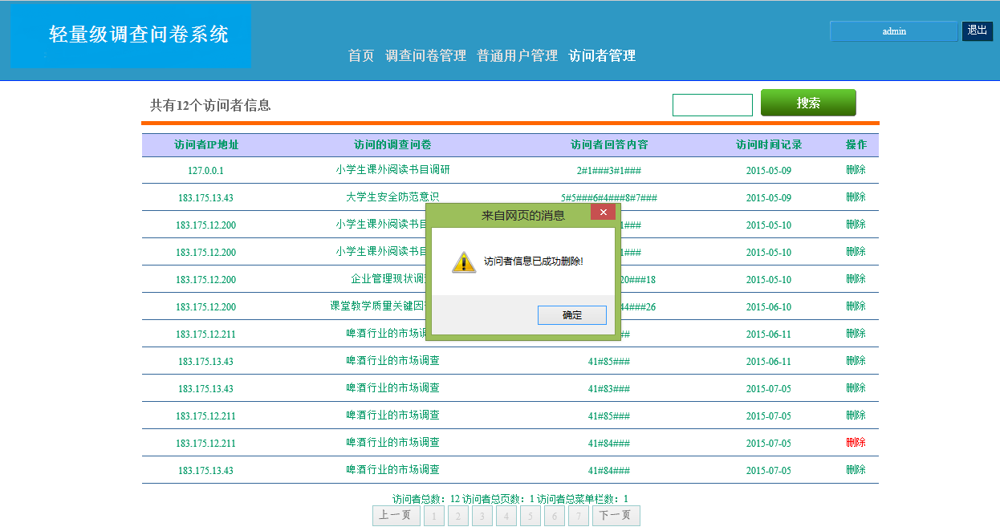 轻量级调查问卷系统
admin 退出
首页 调查问卷管理 普通用户管理 访问者管理
共有12个访问者信息 搜索
访问者IP地址 访问的调查问卷 访问者回答内容 访问时间记录 操作
127.0.0.1 小学生课外阅读书目调研 2#1###3#1### 2015-05-09 删除
183.175.13.43 大学生安全防范意识 5#5###6#4###8#7### 2015-05-09 删除
来自网页的消息
183.175.12.200 小学生课外阅读书目 1### 2015-05-10 删除
183.175.12.200 小学生课外阅读书目 1### 2015-05-10 删除
访问者信息已成功删除!
183.175.12.200 企业管理现状调 20###18 2015-05-10 删除
183.175.12.200 课堂教学质量关键因 44###26 2015-06-10 删除
确定
183.175.12.211 啤酒行业的市场调 ## 2015-06-11 删除
183.175.13.43 啤酒行业的市场调查 41#85### 2015-06-11 删除
183.175.13.43 啤酒行业的市场调查 41#83### 2015-07-05 删除
183.175.12.211 啤酒行业的市场调查 41#85### 2015-07-05 删除
183.175.12.211 啤酒行业的市场调查 41#84### 2015-07-05 删除
183.175.13.43 啤酒行业的市场调查 41#84### 2015-07-05 删除
访问者总数：12 访问者总页数：1 访问者总菜单栏数：1
上一页 1 2 3 4 5 6 7 下一页